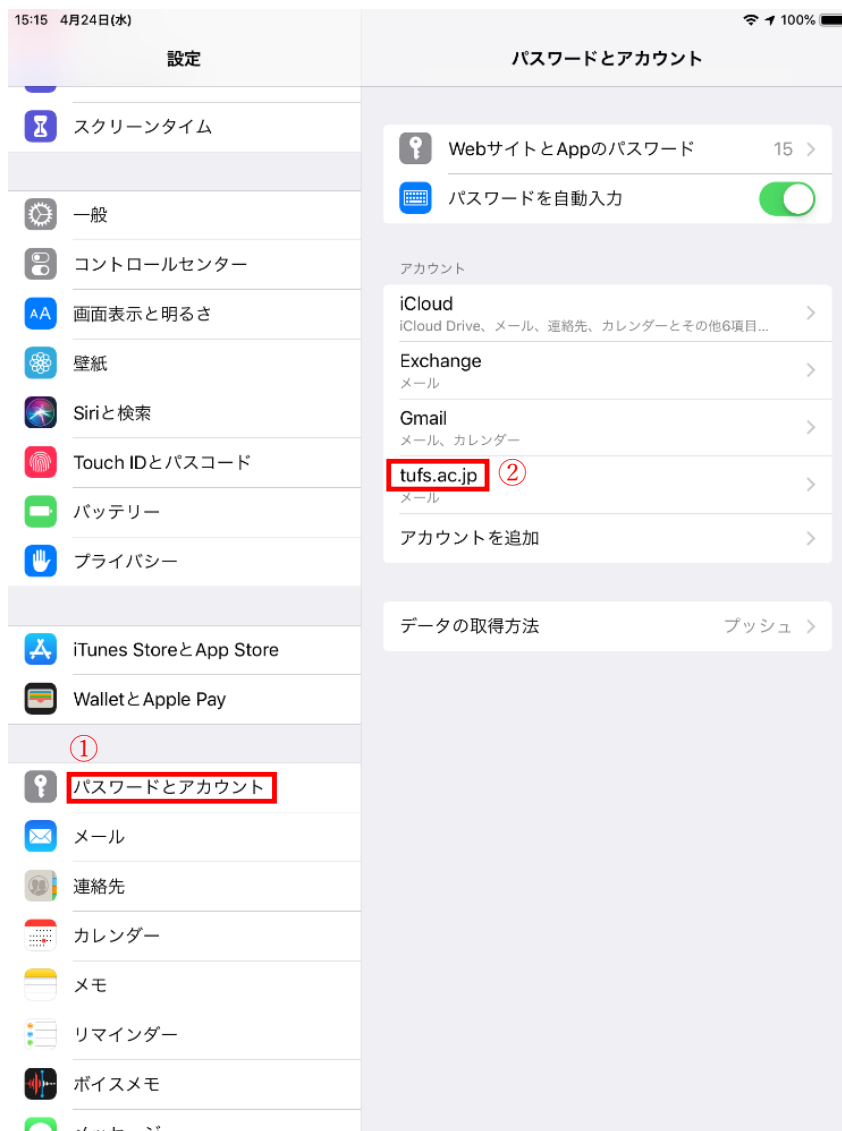 15:15 4月24日(水)
100%
設定
スクリーンタイム
一般
コントロールセンター
AA 画面表示と明るさ
壁紙
Siriと検索
Touch IDとパスコード
バッテリー
プライバシー
iTunes StoreとApp Store
WalletとApple Pay
①
パスワードとアカウント
メール
連絡先
カレンダー
メモ
リマインダー
ボイスメモ
パスワードとアカウント
WebサイトとAppのパスワード 15
パスワードを自動入力
アカウント
iCloud
iCloud Drive、メール、連絡先、カレンダーとその他6項目...
Exchange
メール
Gmail
メール、カレンダー
tufs.ac.jp ②
メール
アカウントを追加
データの取得方法 プッシュ